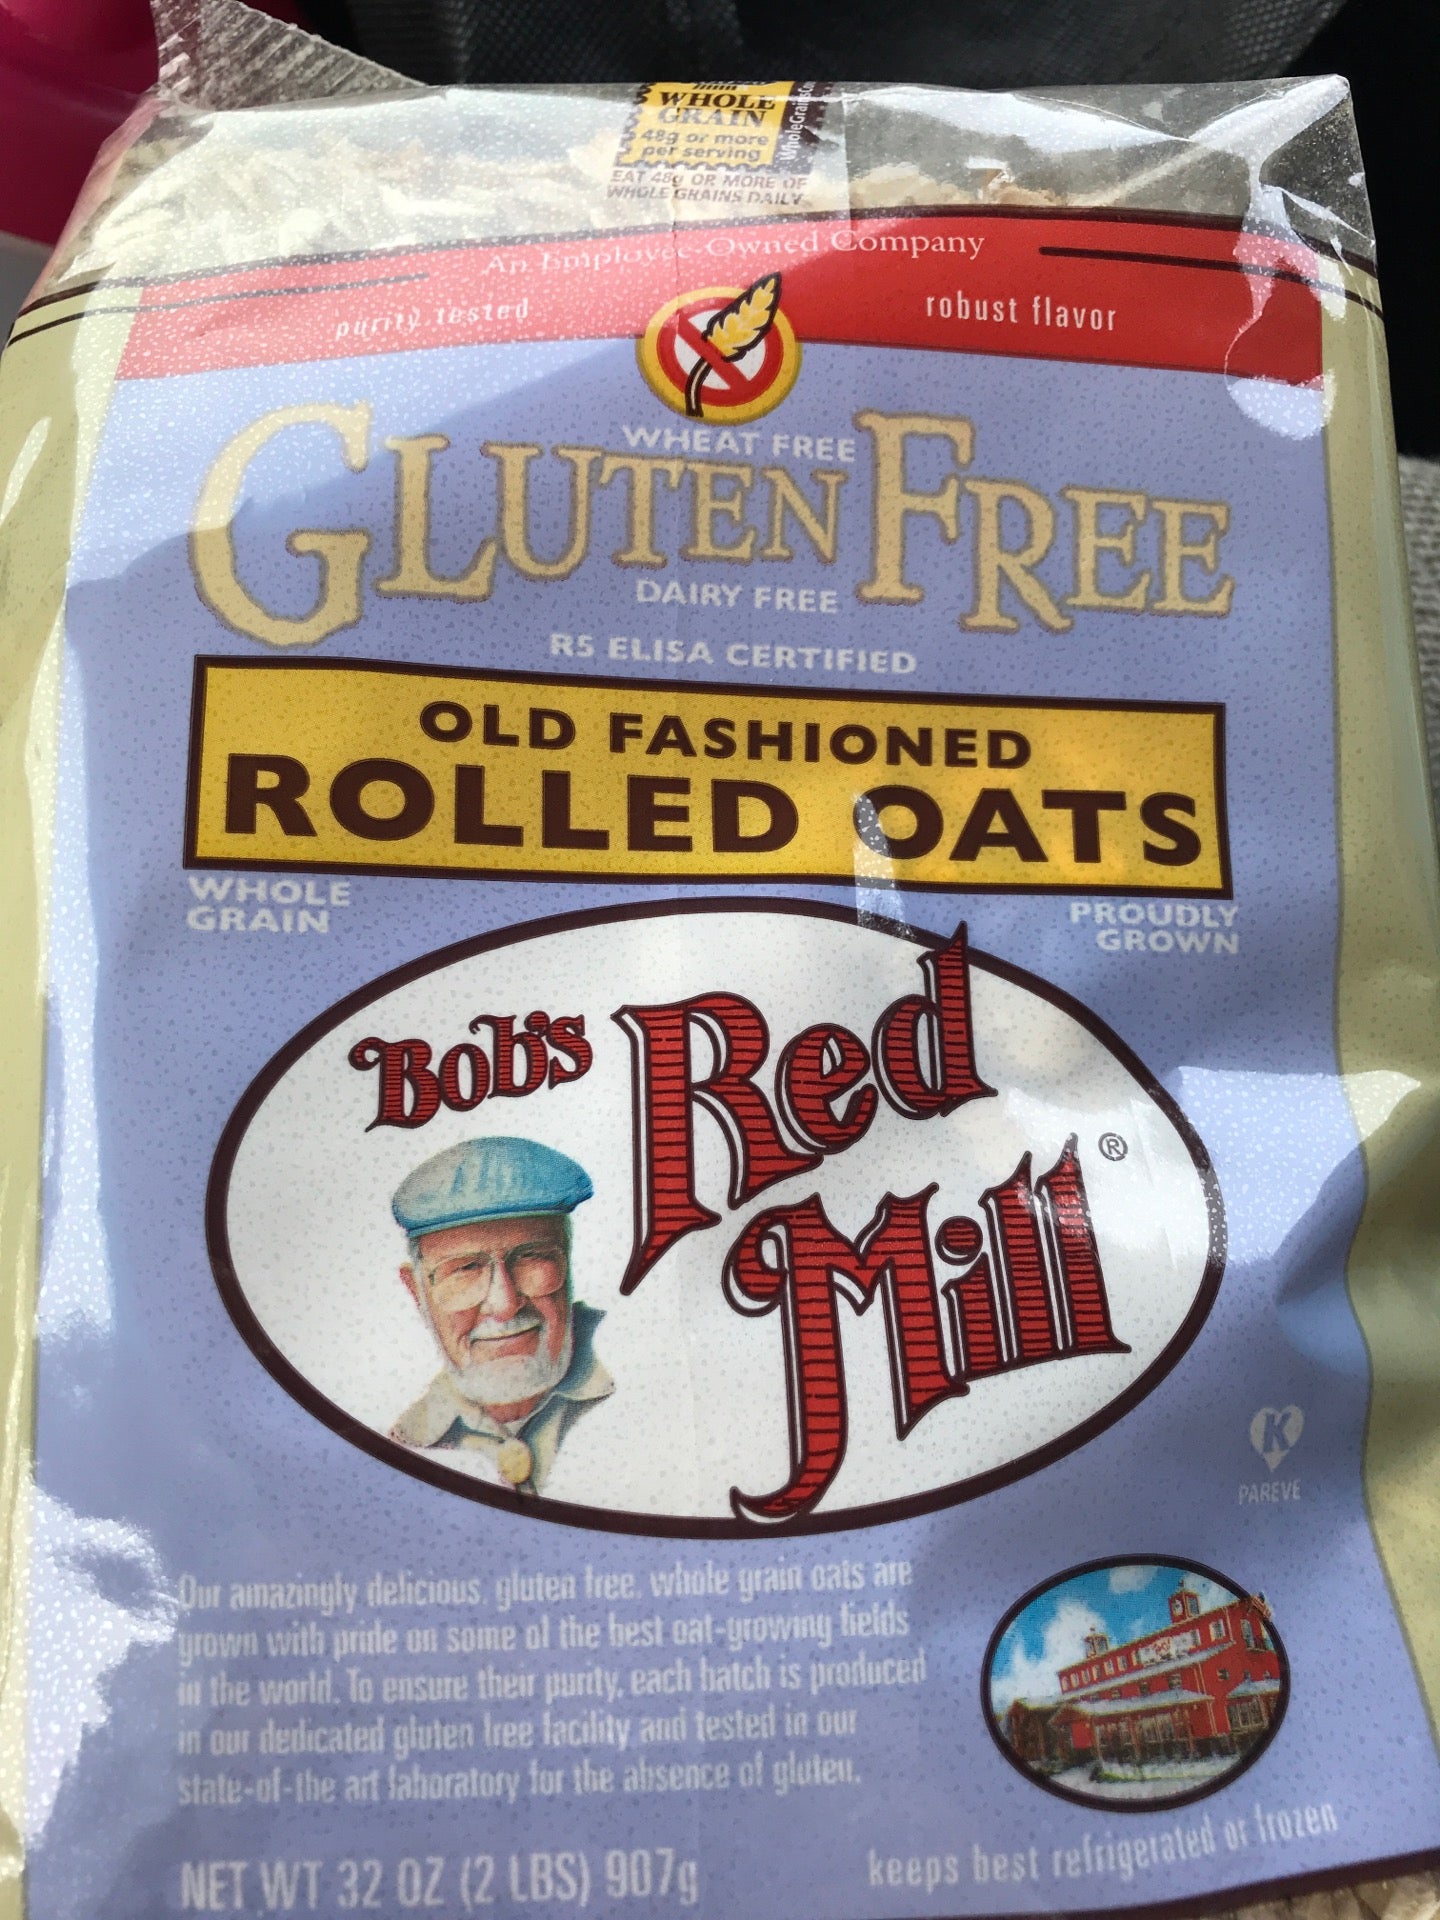 WHOLE
GRAIN
48g or more
per serving
EAT 48g OR MORE OF
WHOLE GRAINS DAILY
An Employee-Owned Company
purity tested
robust flavor
WHEAT FREE
GLUTEN FREE
DAIRY FREE
R5 ELISA CERTIFIED
OLD FASHIONED
ROLLED OATS
WHOLE
GRAIN
PROUDLY
GROWN
Bob's
Red
Mill®
K
PAREVE
Our amazingly delicious, gluten free, whole grain oats are
grown with pride on some of the best oat-growing fields
in the world. To ensure their purity, each batch is produced
in our dedicated gluten free facility and tested in our
state-of-the art laboratory for the absence of gluten.
NET WT 32 OZ (2 LBS) 907g
keeps best refrigerated or frozen